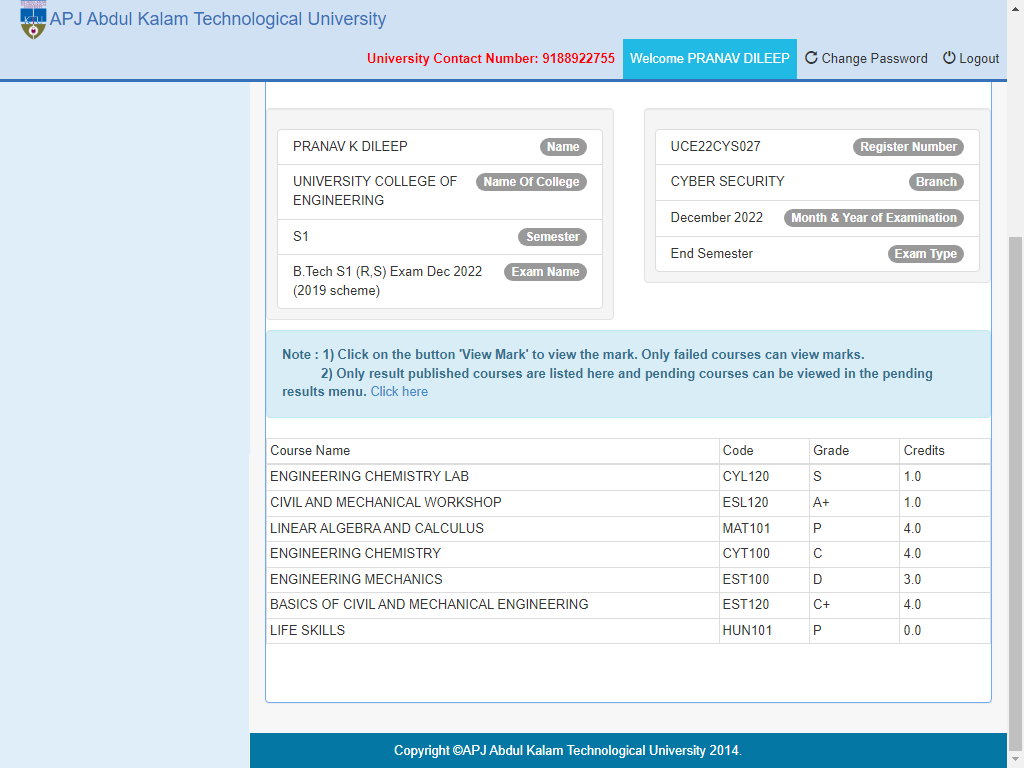 APJ Abdul Kalam Technological University
University Contact Number: 9188922755 Welcome PRANAV DILEEP Change Password Logout
PRANAV K DILEEP Name
UNIVERSITY COLLEGE OF Name Of College
ENGINEERING
S1 Semester
B.Tech S1 (R,S) Exam Dec 2022 Exam Name
(2019 scheme)
UCE22CYS027 Register Number
CYBER SECURITY Branch
December 2022 Month & Year of Examination
End Semester Exam Type
Note : 1) Click on the button 'View Mark' to view the mark. Only failed courses can view marks.
2) Only result published courses are listed here and pending courses can be viewed in the pending
results menu. Click here
Course Name Code Grade Credits
ENGINEERING CHEMISTRY LAB CYL120 S 1.0
CIVIL AND MECHANICAL WORKSHOP ESL120 A+ 1.0
LINEAR ALGEBRA AND CALCULUS MAT101 P 4.0
ENGINEERING CHEMISTRY CYT100 C 4.0
ENGINEERING MECHANICS EST100 D 3.0
BASICS OF CIVIL AND MECHANICAL ENGINEERING EST120 C+ 4.0
LIFE SKILLS HUN101 P 0.0
Copyright ©APJ Abdul Kalam Technological University 2014.